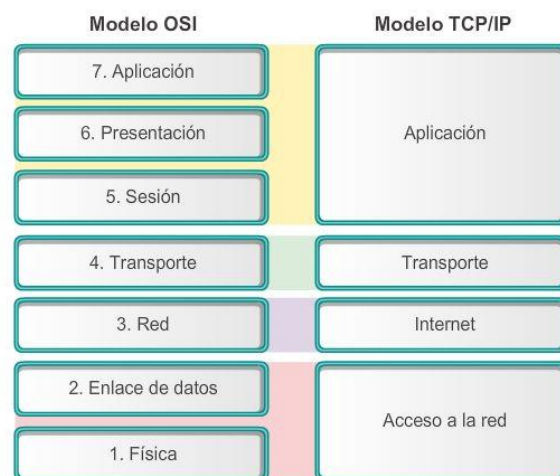 Modelo OSI
Modelo TCP/IP
7. Aplicación
6. Presentación
5. Sesión
Aplicación
4. Transporte
Transporte
3. Red
Internet
2. Enlace de datos
1. Física
Acceso a la red